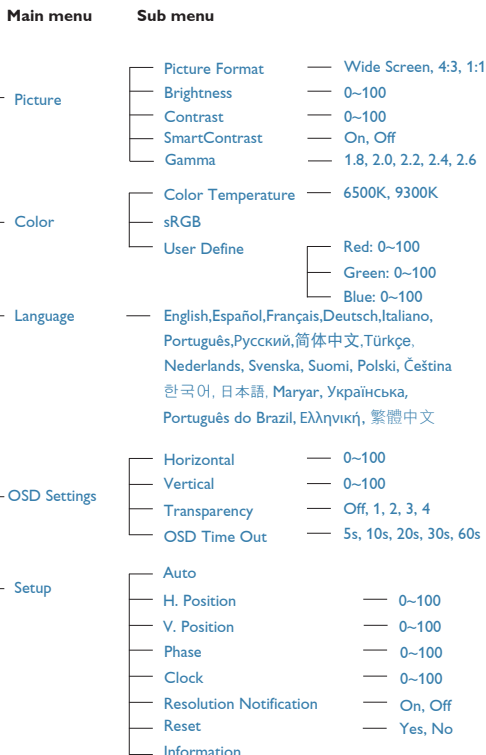 Main menu Sub menu
Picture
Picture Format Wide Screen, 4:3, 1:1
Brightness 0~100
Contrast 0~100
SmartContrast On, Off
Gamma 1.8, 2.0, 2.2, 2.4, 2.6
Color
Color Temperature 6500K, 9300K
sRGB
User Define Red: 0~100
Green: 0~100
Blue: 0~100
Language English,Español,Français,Deutsch,Italiano,
Português,Русский,简体中文,Türkçe,
Nederlands, Svenska, Suomi, Polski, Čeština
한국어, 日本語, Maryar, Українська,
Português do Brazil, Ελληνική, 繁體中文
OSD Settings
Horizontal 0~100
Vertical 0~100
Transparency Off, 1, 2, 3, 4
OSD Time Out 5s, 10s, 20s, 30s, 60s
Setup
Auto
H. Position 0~100
V. Position 0~100
Phase 0~100
Clock 0~100
Resolution Notification On, Off
Reset Yes, No
Information